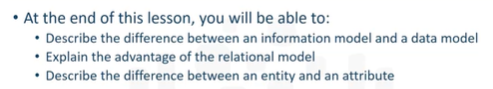 • At the end of this lesson, you will be able to:
• Describe the difference between an information model and a data model
• Explain the advantage of the relational model
• Describe the difference between an entity and an attribute